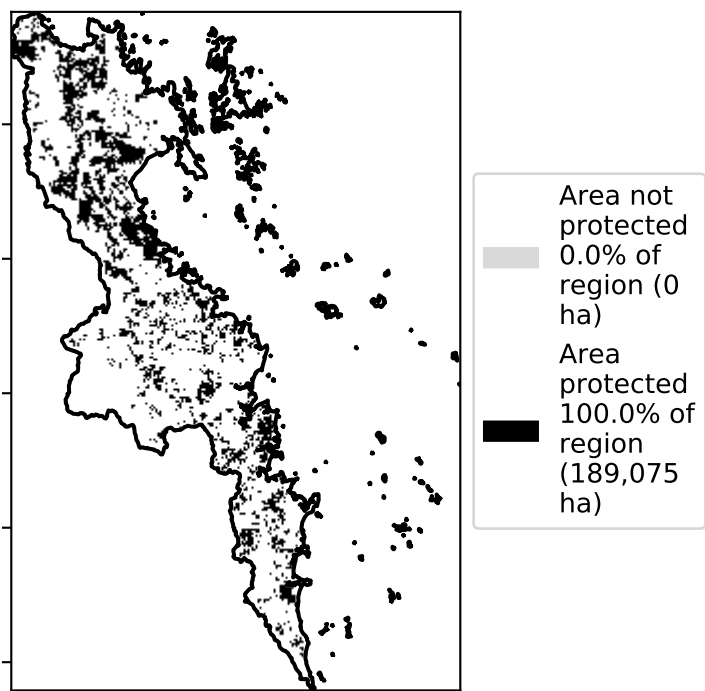 Area not
protected
0.0% of
region (0
ha)
Area
protected
100.0% of
region
(189,075
ha)